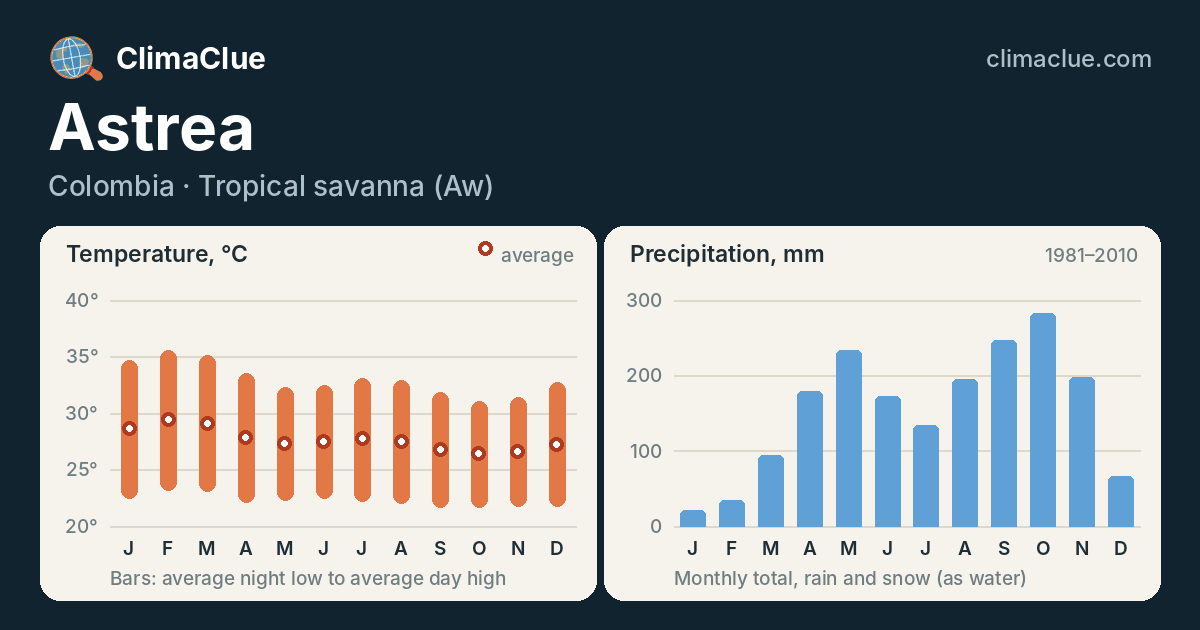 ClimaClue
climaclue.com
Astrea
Colombia · Tropical savanna (Aw)
Temperature, °C
average
40°
35°
30°
25°
20°
J F M A M J J A S O N D
Bars: average night low to average day high
Precipitation, mm
1981–2010
300
200
100
0
J F M A M J J A S O N D
Monthly total, rain and snow (as water)